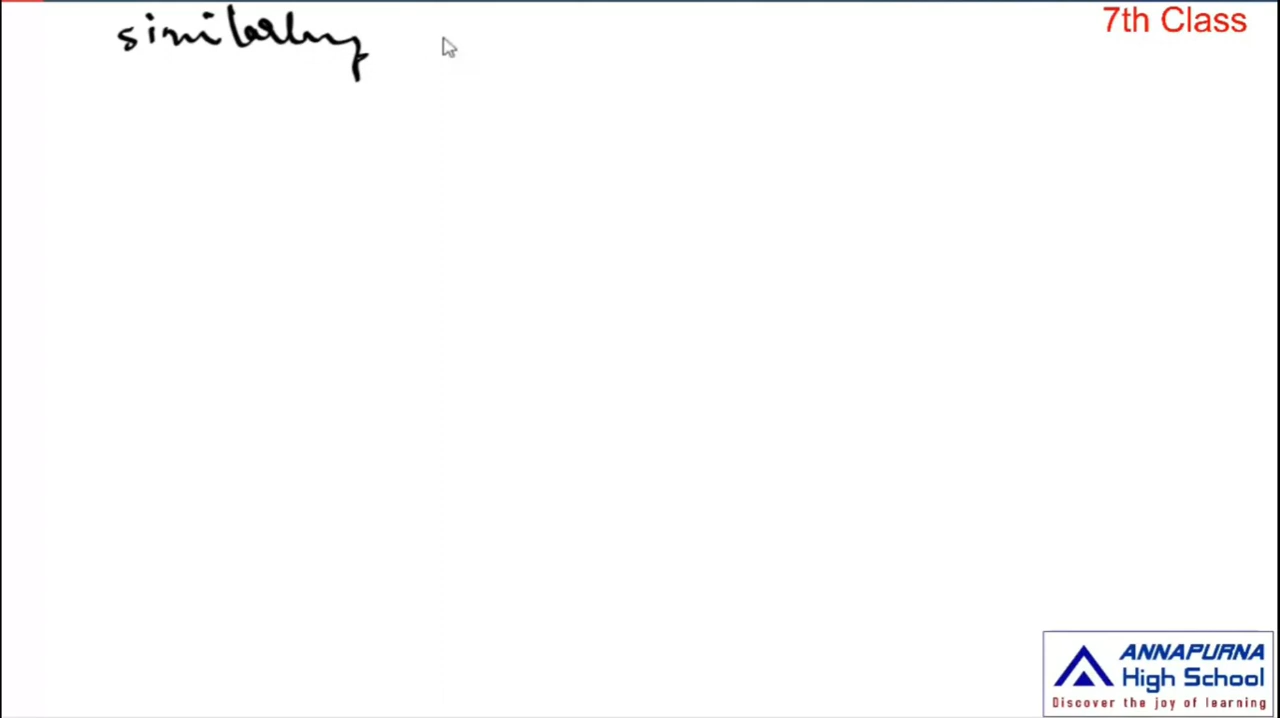 similarly
7th Class
ANNAPURNA
High School
Discover the joy of learning